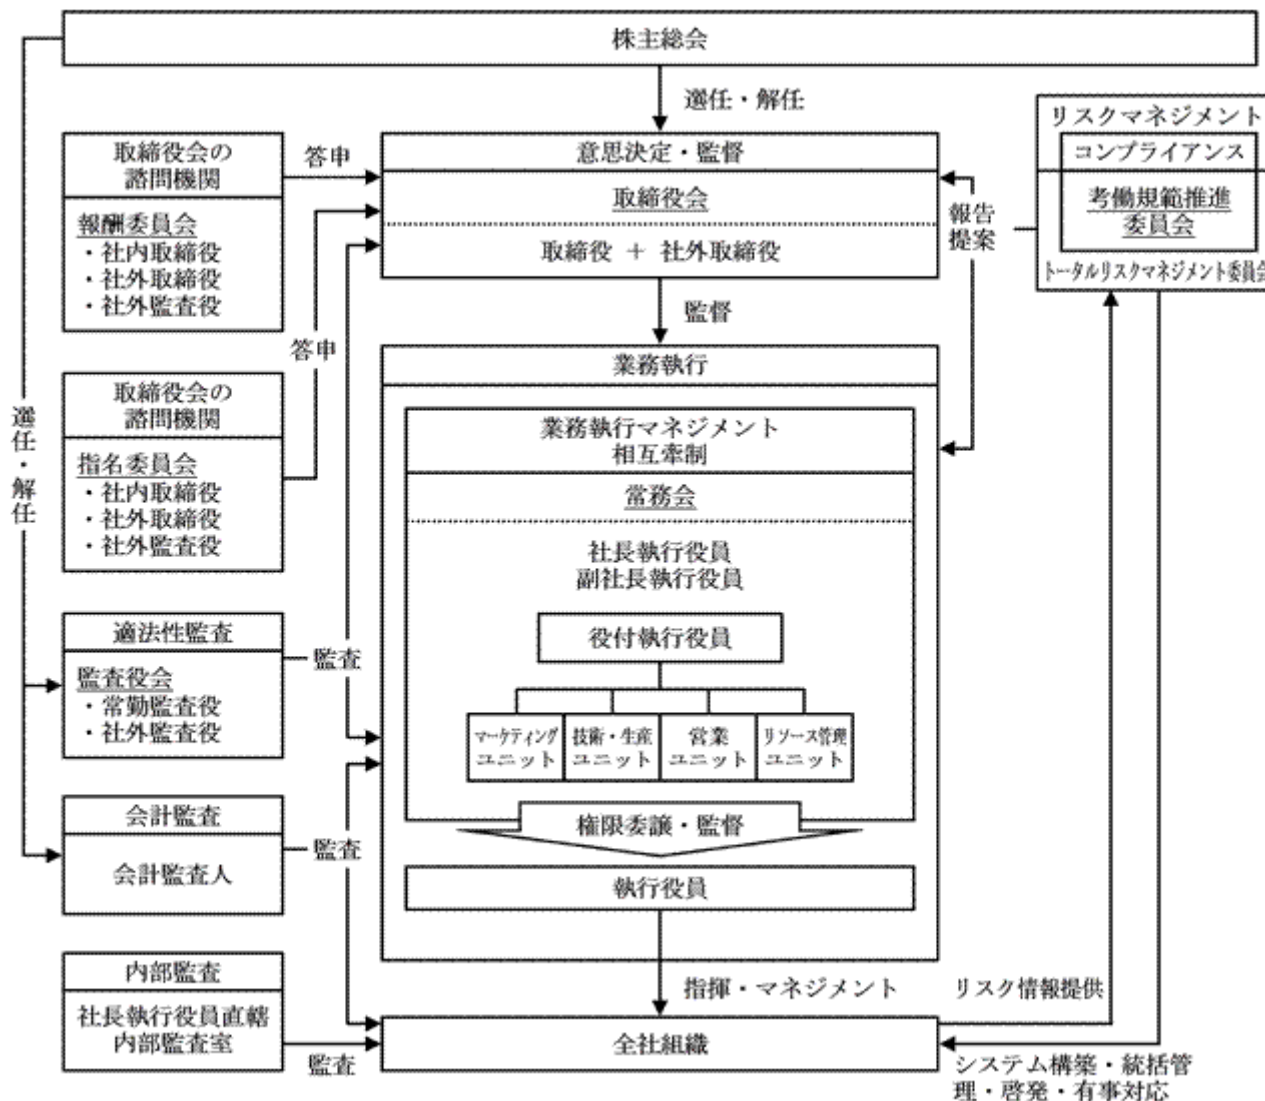 株主総会
選任・解任
リスクマネジメント
コンプライアンス
考働規範推進
委員会
トータルリスクマネジメント委員会
取締役会の
諮問機関
報酬委員会
・社内取締役
・社外取締役
・社外監査役
答申
意思決定・監督
取締役会
取締役 + 社外取締役
報告
提案
監督
答申
取締役会の
諮問機関
指名委員会
・社内取締役
・社外取締役
・社外監査役
選任・解任
業務執行
業務執行マネジメント
相互牽制
常務会
社長執行役員
副社長執行役員
役付執行役員
マーケティング
ユニット
技術・生産
ユニット
営業
ユニット
リソース管理
ユニット
権限委譲・監督
執行役員
適法性監査
監査役会
・常勤監査役
・社外監査役
監査
会計監査
会計監査人
監査
内部監査
社長執行役員直轄
内部監査室
監査
指揮・マネジメント
リスク情報提供
全社組織
システム構築・統括管
理・啓発・有事対応